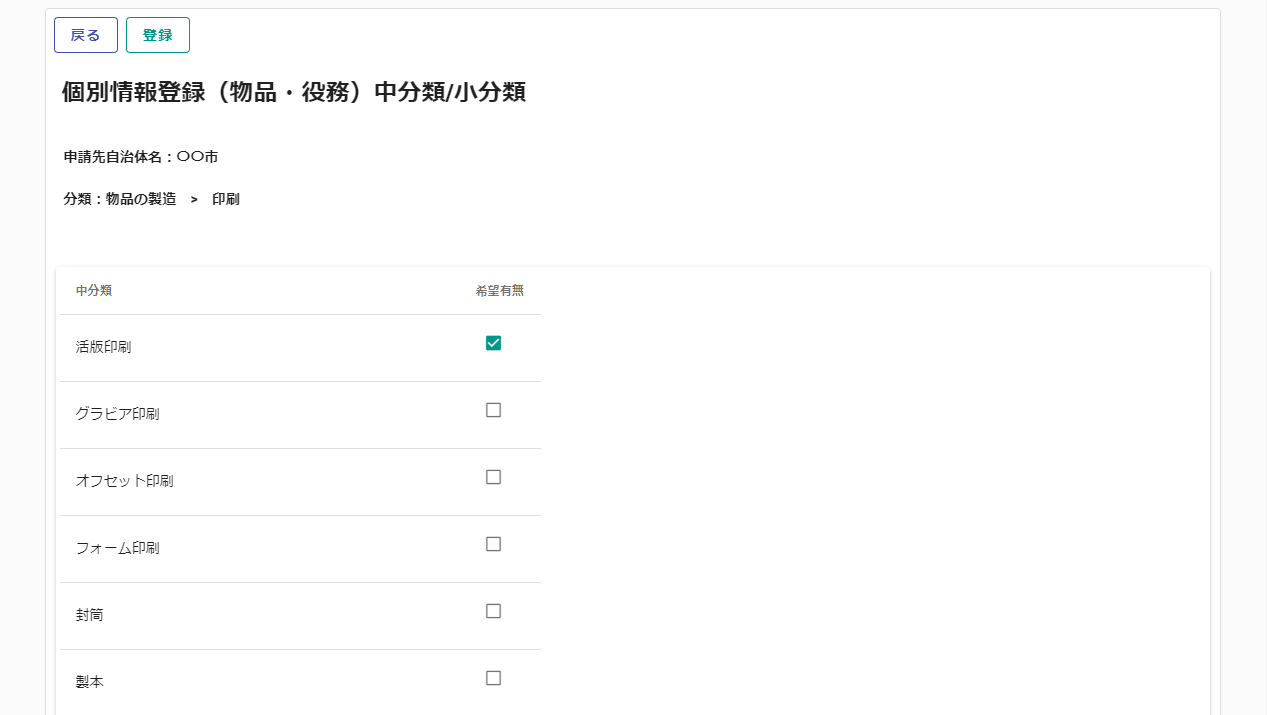 戻る 登録
個別情報登録（物品・役務）中分類/小分類
申請先自治体名：〇〇市
分類：物品の製造　>　印刷
中分類 希望有無
活版印刷
グラビア印刷
オフセット印刷
フォーム印刷
封筒
製本